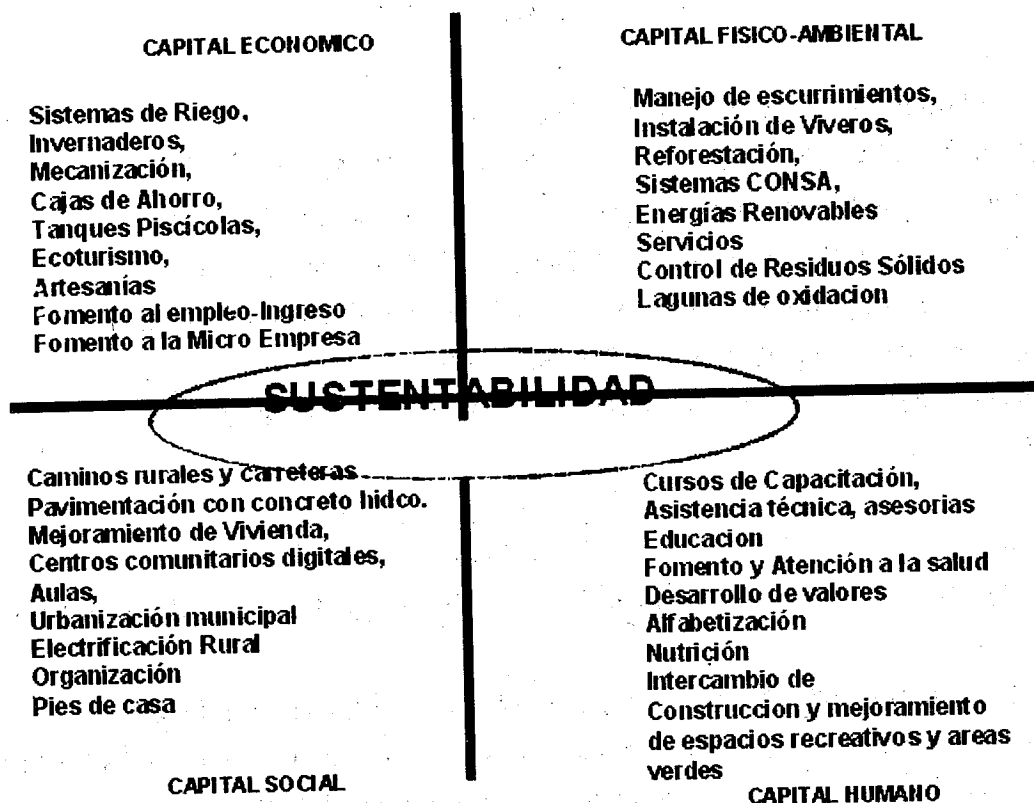 CAPITAL ECONOMICO
Sistemas de Riego,
Invernaderos,
Mecanización,
Cajas de Ahorro,
Tanques Piscícolas,
Ecoturismo,
Artesanías
Fomento al empleo-Ingreso
Fomento a la Micro Empresa
CAPITAL FISICO-AMBIENTAL
Manejo de escurrimientos,
Instalación de Viveros,
Reforestación,
Sistemas CONSA,
Energías Renovables
Servicios
Control de Residuos Sólidos
Lagunas de oxidacion
SUSTENTABILIDAD
Caminos rurales y carreteras
Pavimentación con concreto hidco.
Mejoramiento de Vivienda,
Centros comunitarios digitales,
Aulas,
Urbanización municipal
Electrificación Rural
Organización
Pies de casa
CAPITAL SOCIAL
Cursos de Capacitación,
Asistencia técnica, asesorias
Educacion
Fomento y Atención a la salud
Desarrollo de valores
Alfabetización
Nutrición
Intercambio de
Construccion y mejoramiento
de espacios recreativos y areas
verdes
CAPITAL HUMANO